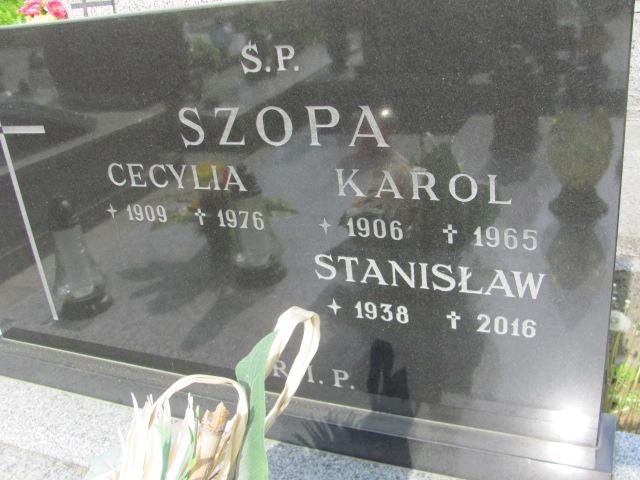 Ś.P.
SZOPA
CECYLIA KAROL
✦ 1909 ✝ 1976 ✦ 1906 ✝ 1965
STANISŁAW
✦ 1938 ✝ 2016
R.I.P.